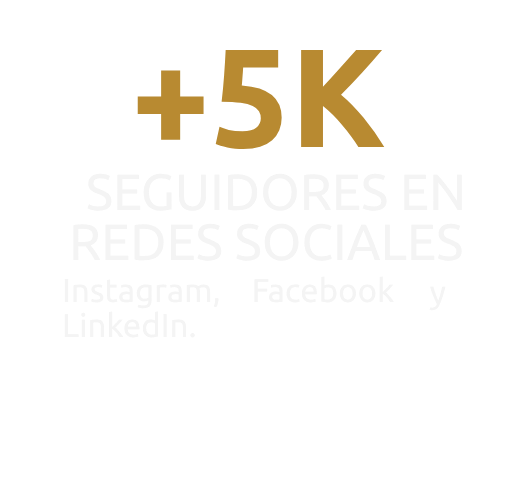 +5K
SEGUIDORES EN
REDES SOCIALES
Instagram, Facebook y
LinkedIn.